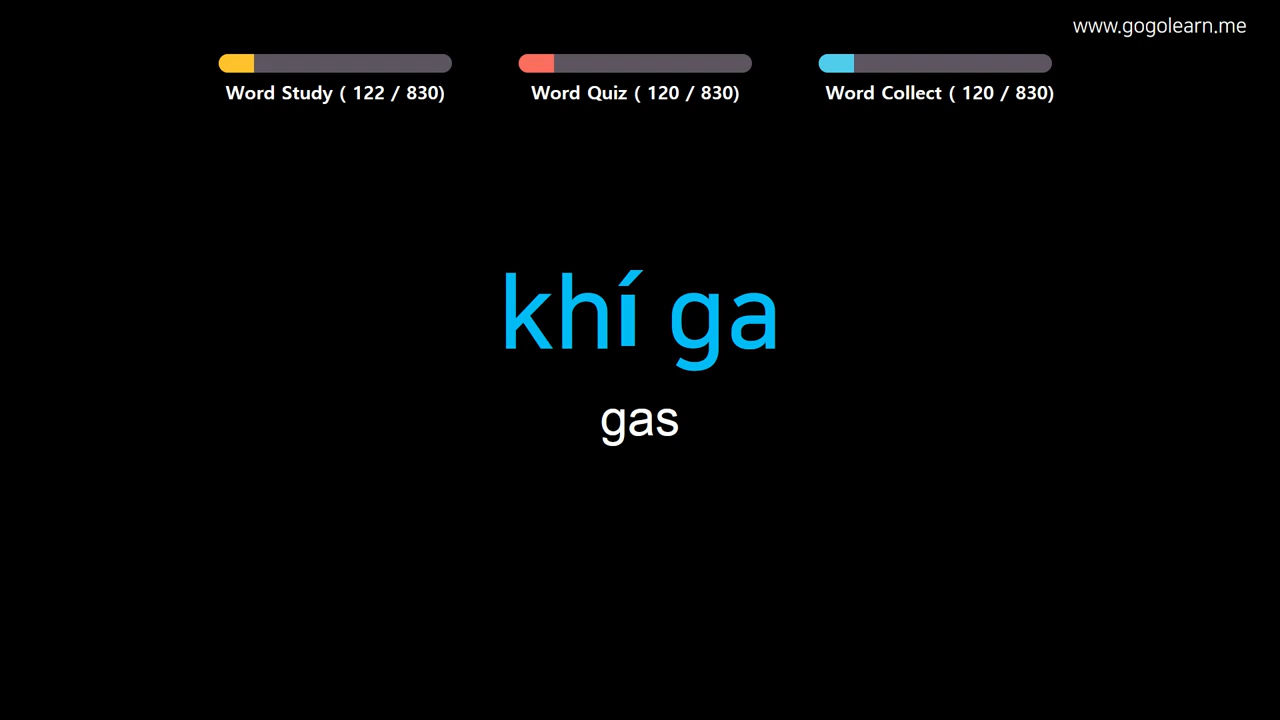 www.gogolearn.me
Word Study ( 122 / 830)
Word Quiz ( 120 / 830)
Word Collect ( 120 / 830)
khí ga
gas